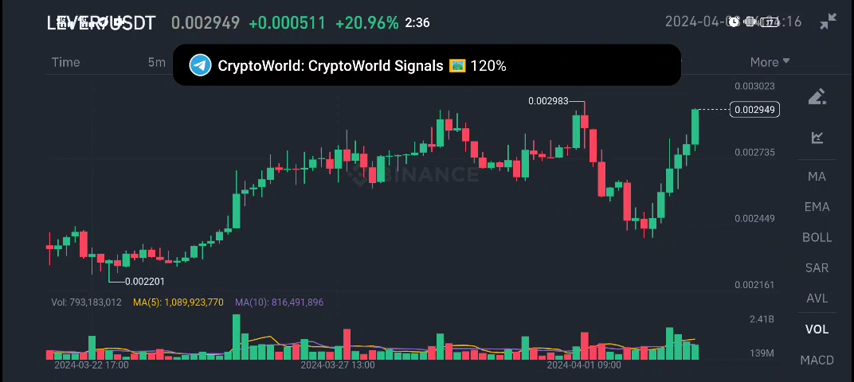 LEVER/USDT 0.002949 +0.000511 +20.96% 2:36
Time 5m More
CryptoWorld: CryptoWorld Signals 120%
0.003023
0.002983
0.002949
0.002735
BINANCE
MA
EMA
0.002449
BOLL
SAR
0.002201
0.002161
AVL
Vol: 793,183,012 MA(5): 1,089,923,770 MA(10): 816,491,896
2.41B
VOL
139M
MACD
2024-03-22 17:00 2024-03-27 13:00 2024-04-01 09:00